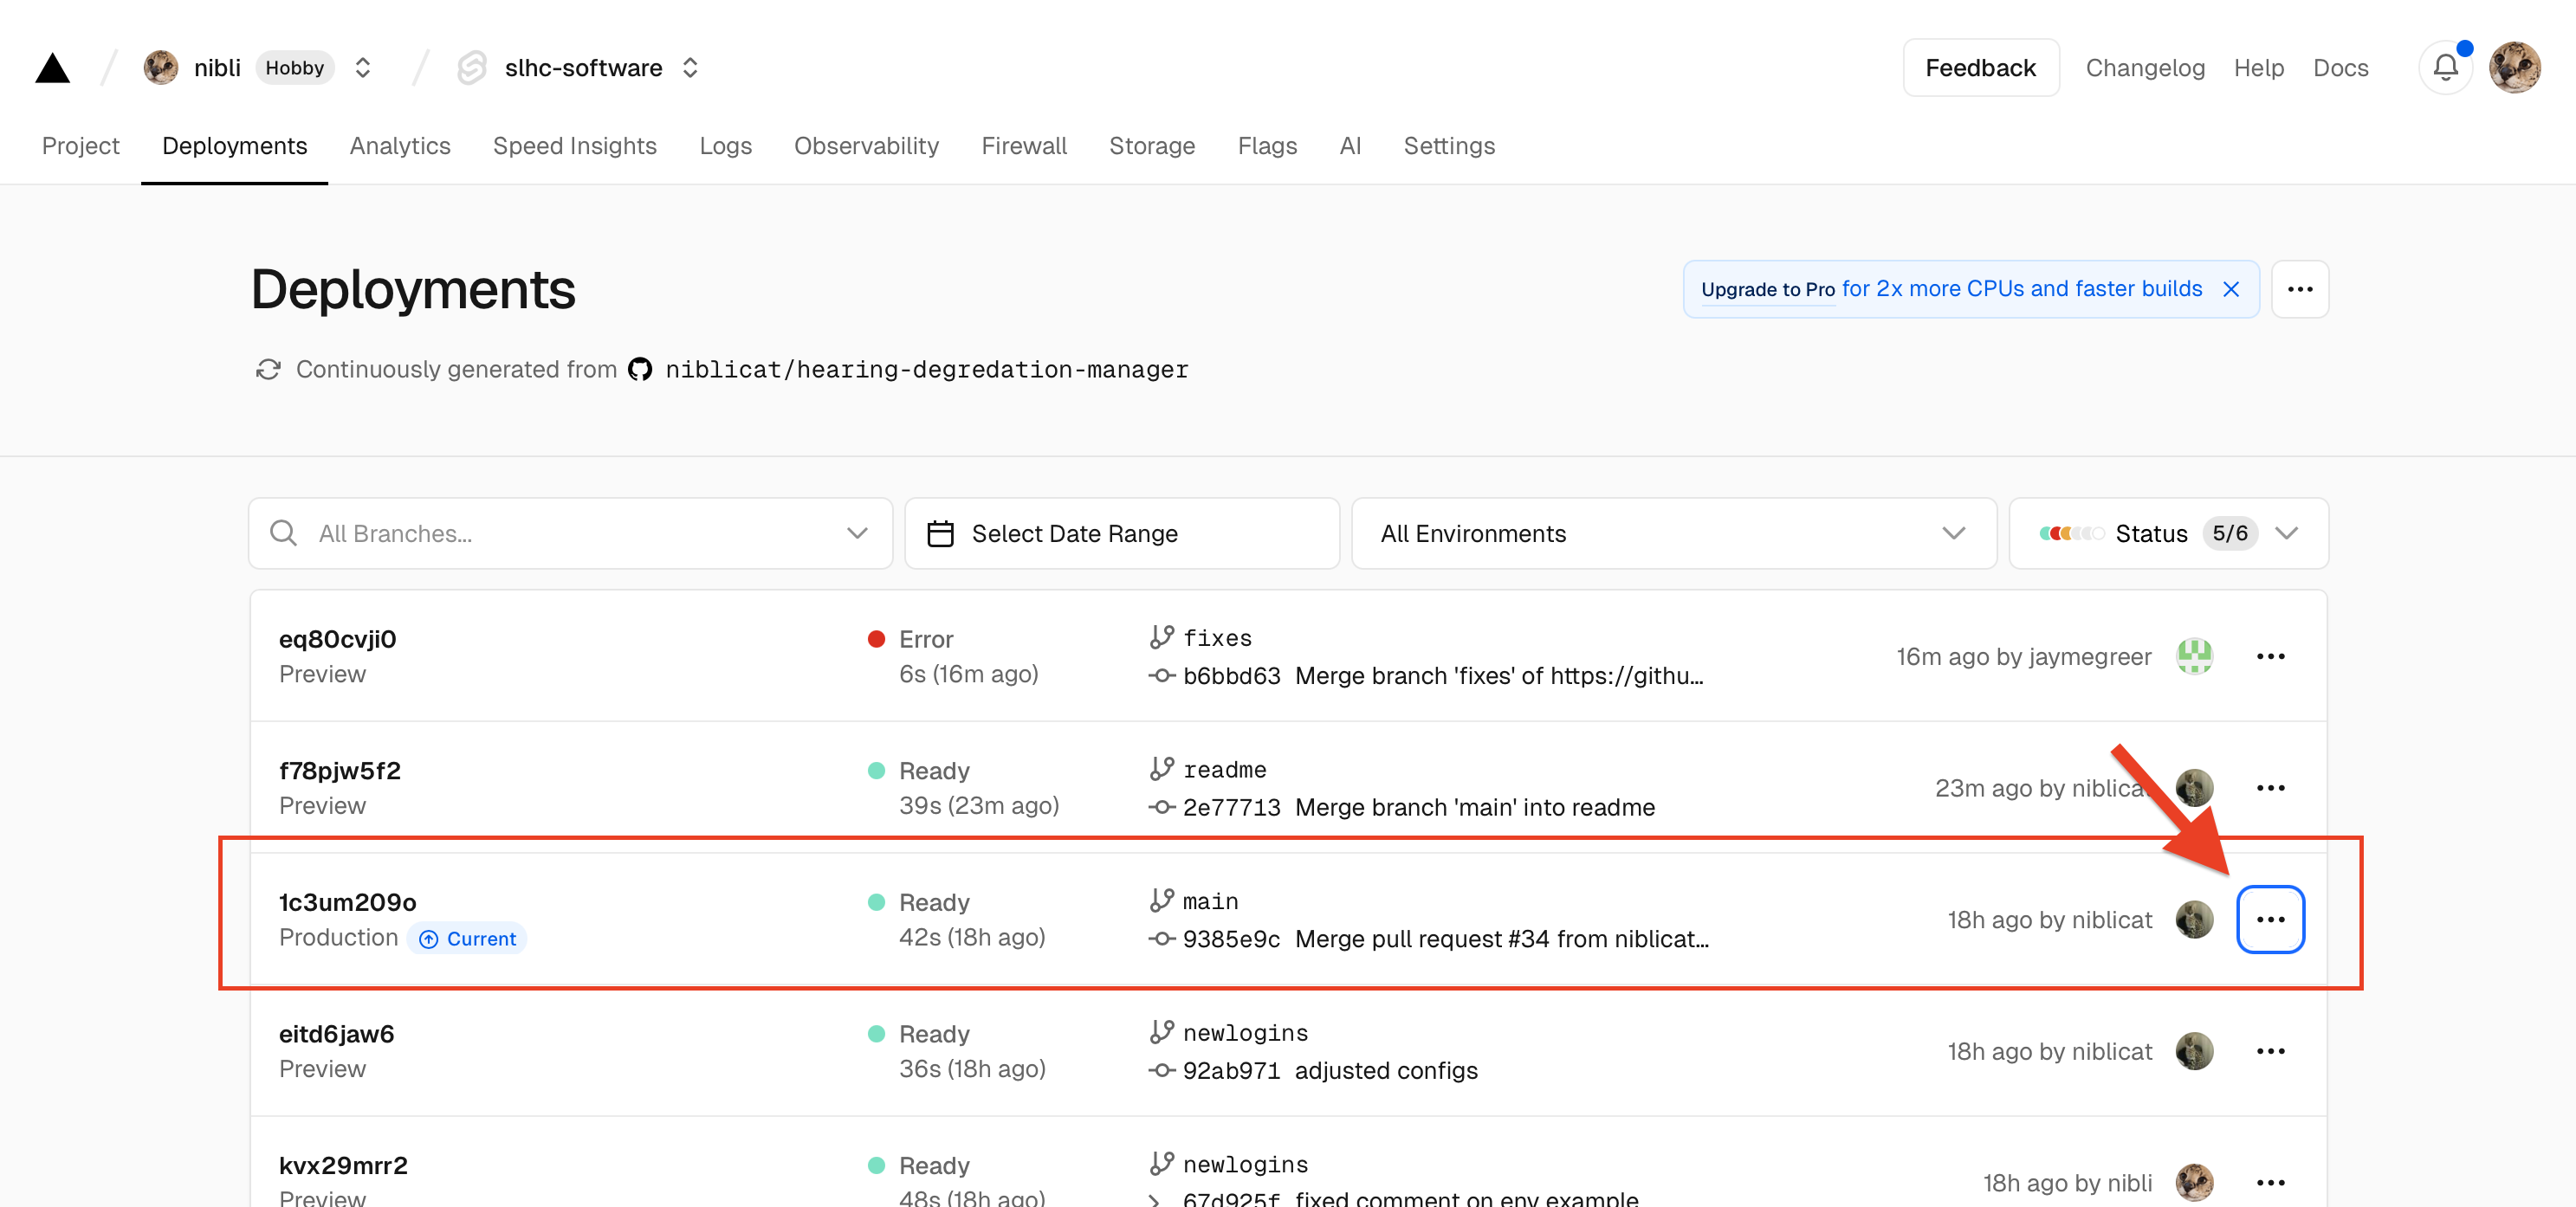 nibli Hobby slhc-software Feedback Changelog Help Docs
Project Deployments Analytics Speed Insights Logs Observability Firewall Storage Flags AI Settings
Deployments
Upgrade to Pro for 2x more CPUs and faster builds
Continuously generated from niblicat/hearing-degredation-manager
All Branches... Select Date Range All Environments Status 5/6
eq80cvji0 Error fixes
Preview 6s (16m ago) b6bbd63 Merge branch 'fixes' of https://githu... 16m ago by jaymegreer
f78pjw5f2 Ready readme
Preview 39s (23m ago) 2e77713 Merge branch 'main' into readme 23m ago by niblicat
1c3um209o Ready main
Production Current 42s (18h ago) 9385e9c Merge pull request #34 from niblicat... 18h ago by niblicat
eitd6jaw6 Ready newlogins
Preview 36s (18h ago) 92ab971 adjusted configs 18h ago by niblicat
kvx29mrr2 Ready newlogins
Preview 48s (18h ago) 67d925f fixed comment on env example 18h ago by nibli